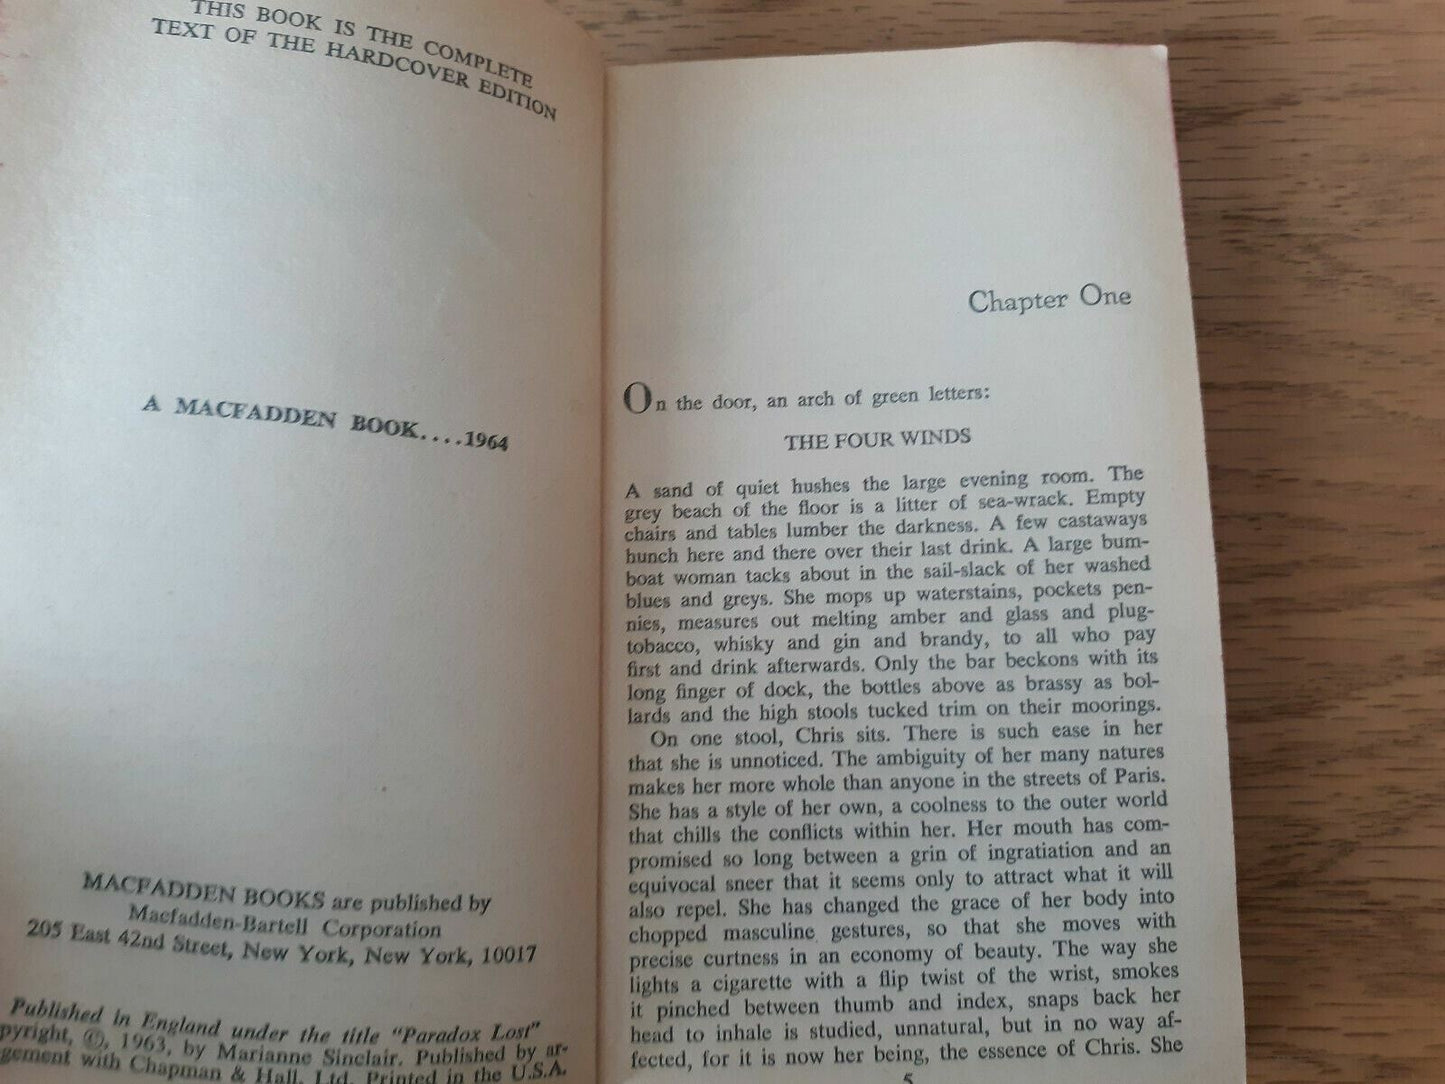 THIS BOOK IS THE COMPLETE
TEXT OF THE HARDCOVER EDITION
A MACFADDEN BOOK....1964
MACFADDEN BOOKS are published by
Macfadden-Bartell Corporation
205 East 42nd Street, New York, New York, 10017
Published in England under the title "Paradox Lost"
pyright, ©, 1963, by Marianne Sinclair. Published by ar-
gement with Chapman & Hall, Ltd. Printed in the U.S.A.
Chapter One
On the door, an arch of green letters:
THE FOUR WINDS
A sand of quiet hushes the large evening room. The
grey beach of the floor is a litter of sea-wrack. Empty
chairs and tables lumber the darkness. A few castaways
hunch here and there over their last drink. A large bum-
boat woman tacks about in the sail-slack of her washed
blues and greys. She mops up waterstains, pockets pen-
nies, measures out melting amber and glass and plug-
tobacco, whisky and gin and brandy, to all who pay
first and drink afterwards. Only the bar beckons with its
long finger of dock, the bottles above as brassy as bol-
lards and the high stools tucked trim on their moorings.
On one stool, Chris sits. There is such ease in her
that she is unnoticed. The ambiguity of her many natures
makes her more whole than anyone in the streets of Paris.
She has a style of her own, a coolness to the outer world
that chills the conflicts within her. Her mouth has com-
promised so long between a grin of ingratiation and an
equivocal sneer that it seems only to attract what it will
also repel. She has changed the grace of her body into
chopped masculine gestures, so that she moves with
precise curtness in an economy of beauty. The way she
lights a cigarette with a flip twist of the wrist, smokes
it pinched between thumb and index, snaps back her
head to inhale is studied, unnatural, but in no way af-
fected, for it is now her being, the essence of Chris. She
5